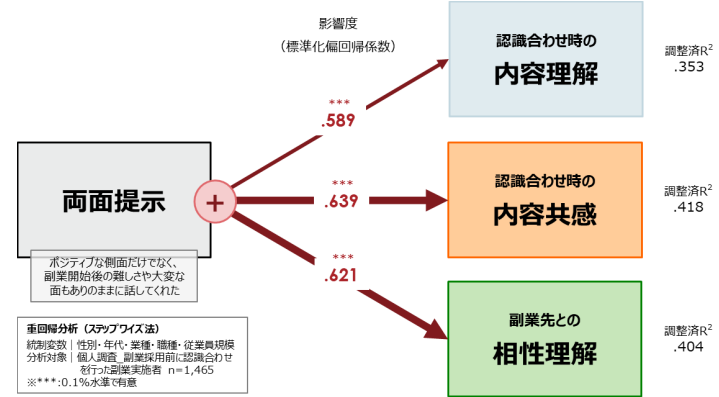 影響度
（標準化偏回帰係数）
認識合わせ時の
内容理解
調整済R²
.353
***
.589
両面提示
+
***
.639
認識合わせ時の
内容共感
調整済R²
.418
ポジティブな側面だけでなく、
副業開始後の難しさや大変な
面もありのままに話してくれた
***
.621
副業先との
相性理解
調整済R²
.404
重回帰分析（ステップワイズ法）
統制変数｜性別・年代・業種・職種・従業員規模
分析対象｜個人調査_副業採用前に認識合わせ
を行った副業実施者 n=1,465
※***:0.1%水準で有意